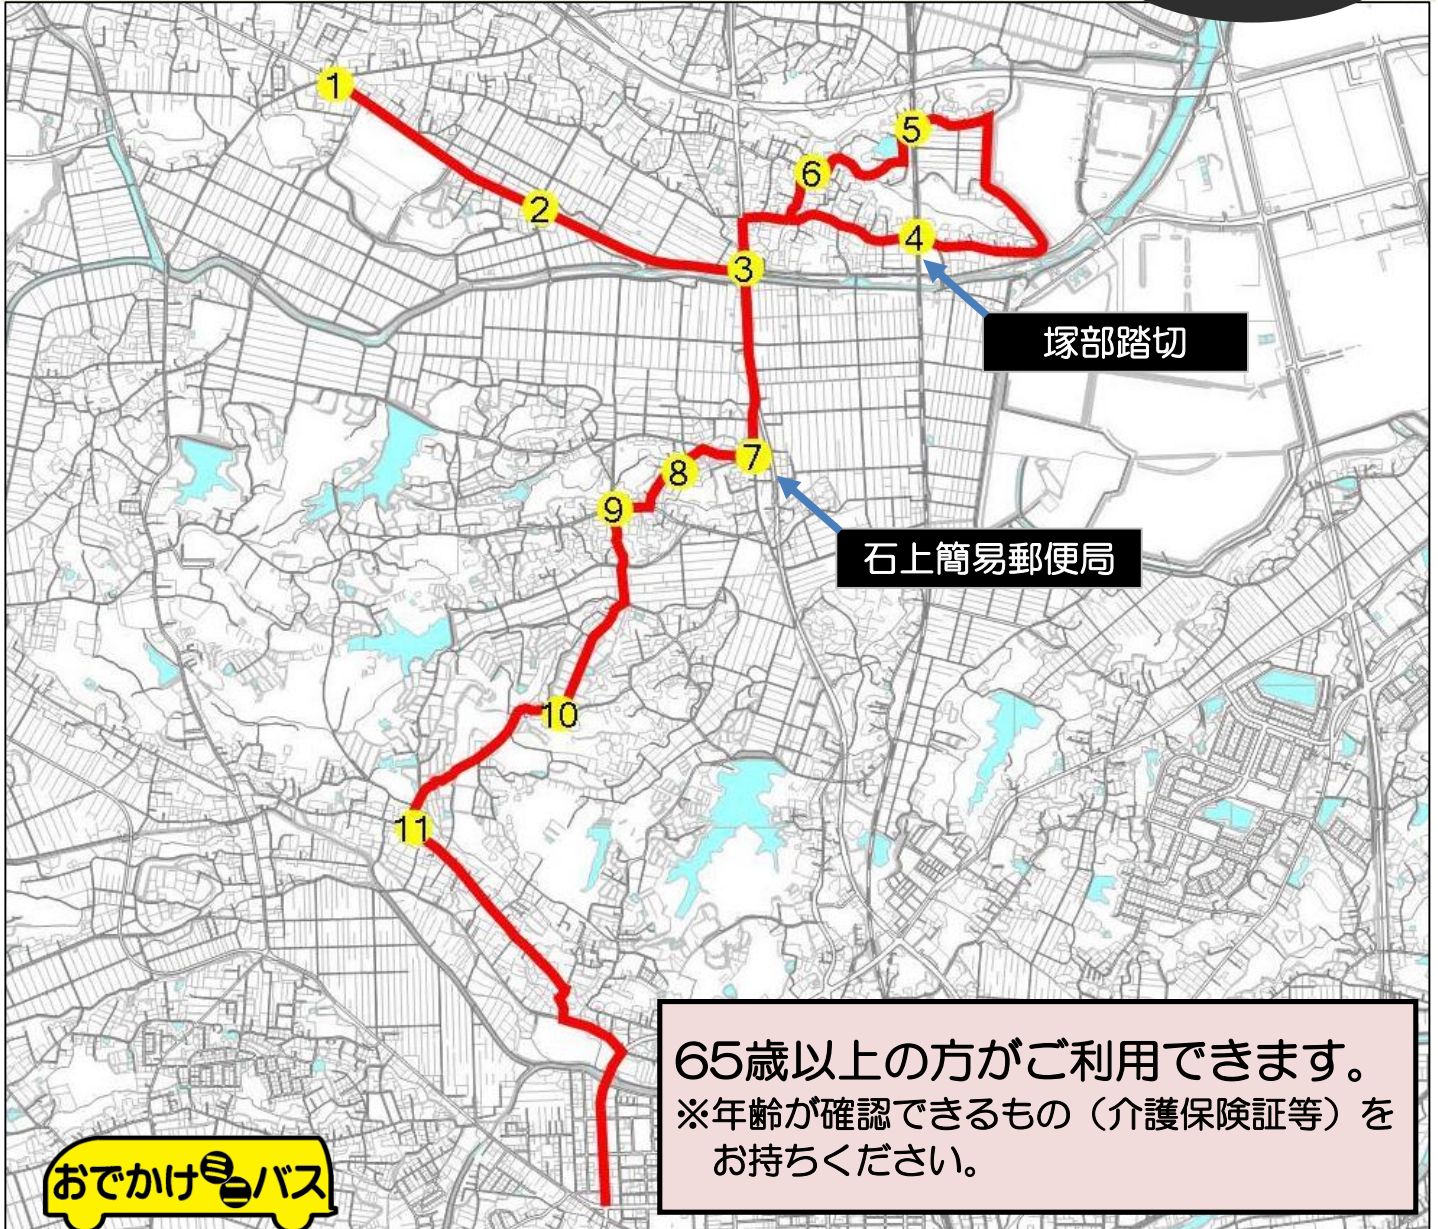 1
2
3
4
5
6
7
8
9
10
11
塚部踏切
石上簡易郵便局
65歳以上の方がご利用できます。
※年齢が確認できるもの（介護保険証等）を
お持ちください。
おでかけミニバス